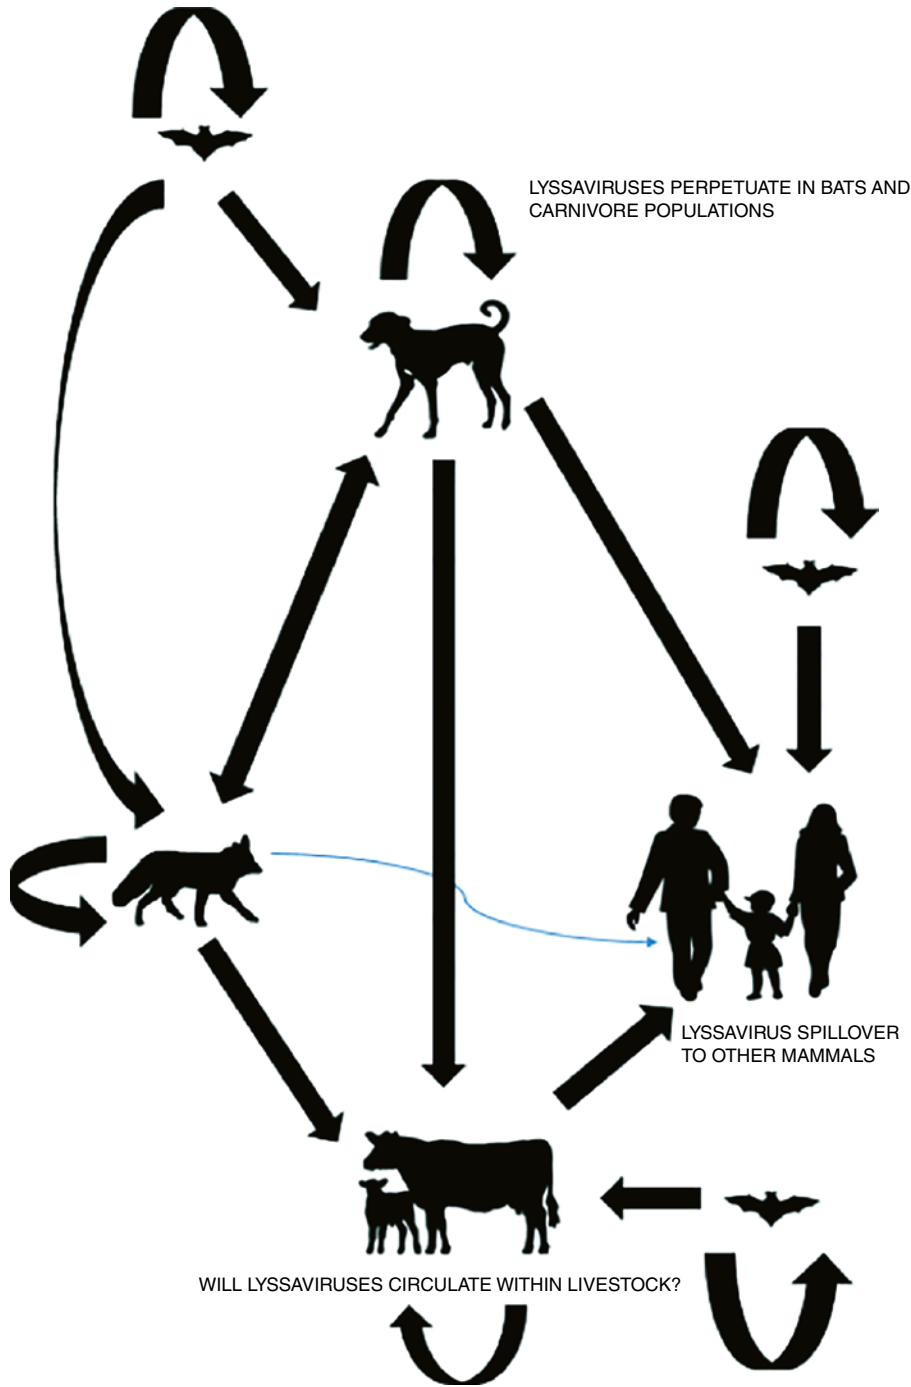 LYSSAVIRUSES PERPETUATE IN BATS AND
CARNIVORE POPULATIONS
LYSSAVIRUS SPILLOVER
TO OTHER MAMMALS
WILL LYSSAVIRUSES CIRCULATE WITHIN LIVESTOCK?